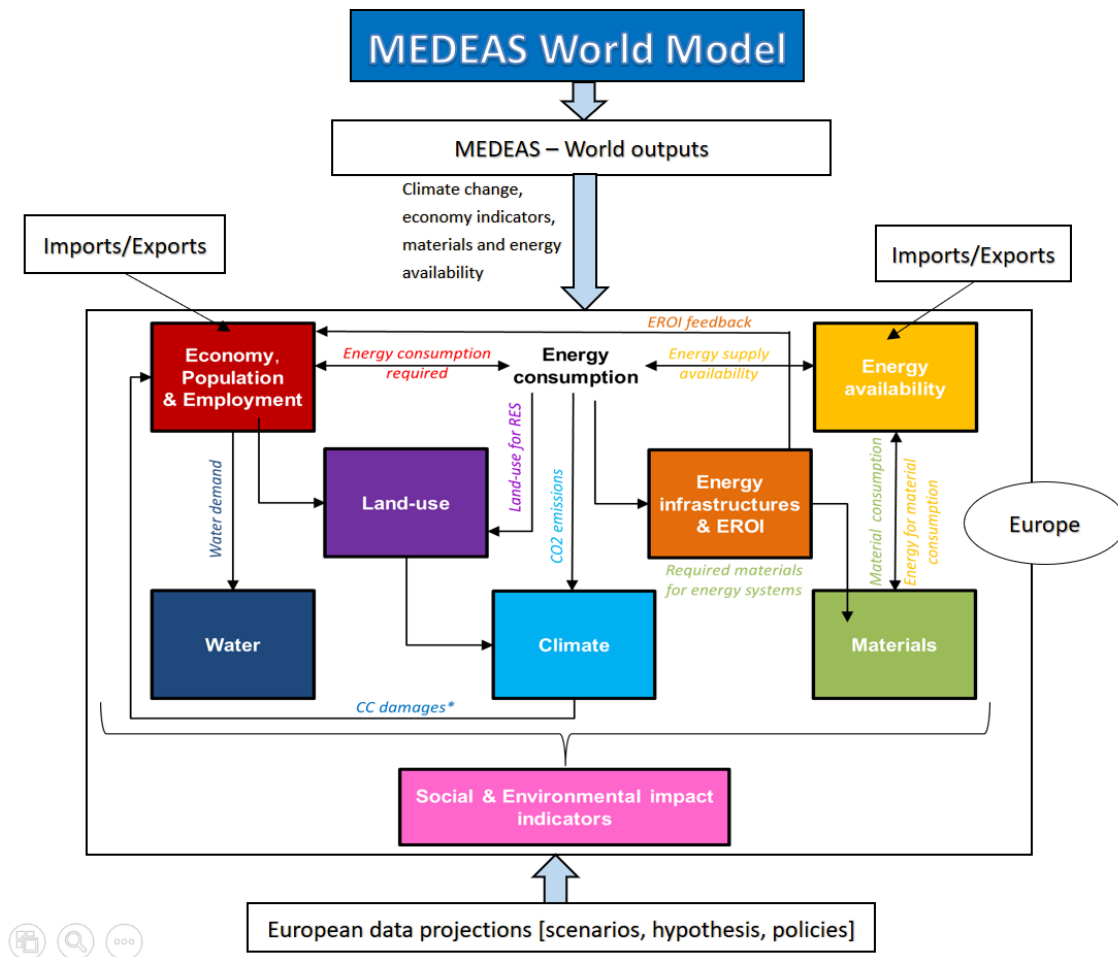 MEDEAS World Model
MEDEAS – World outputs
Climate change,
economy indicators,
materials and energy
availability
Imports/Exports
Imports/Exports
EROI feedback
Economy,
Population
& Employment
Energy consumption
required
Energy
consumption
Energy supply
availability
Energy
availability
Water demand
Land-use
Land-use for RES
CO2 emissions
Energy
infrastructures
& EROI
Material consumption
Energy for material
consumption
Europe
Required materials
for energy systems
Water
Climate
Materials
CC damages*
Social & Environmental impact
indicators
European data projections [scenarios, hypothesis, policies]